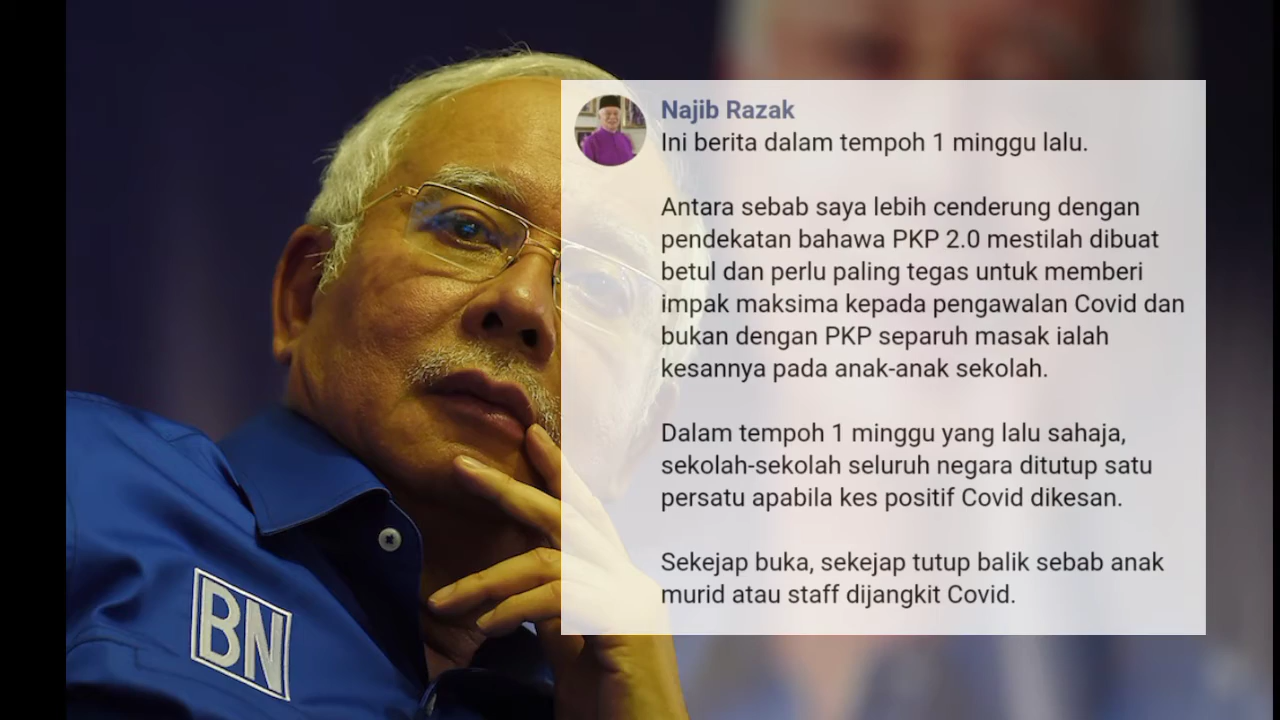 Najib Razak
Ini berita dalam tempoh 1 minggu lalu.
Antara sebab saya lebih cenderung dengan
pendekatan bahawa PKP 2.0 mestilah dibuat
betul dan perlu paling tegas untuk memberi
impak maksima kepada pengawalan Covid dan
bukan dengan PKP separuh masak ialah
kesannya pada anak-anak sekolah.
Dalam tempoh 1 minggu yang lalu sahaja,
sekolah-sekolah seluruh negara ditutup satu
persatu apabila kes positif Covid dikesan.
Sekejap buka, sekejap tutup balik sebab anak
murid atau staff dijangkit Covid.
BN